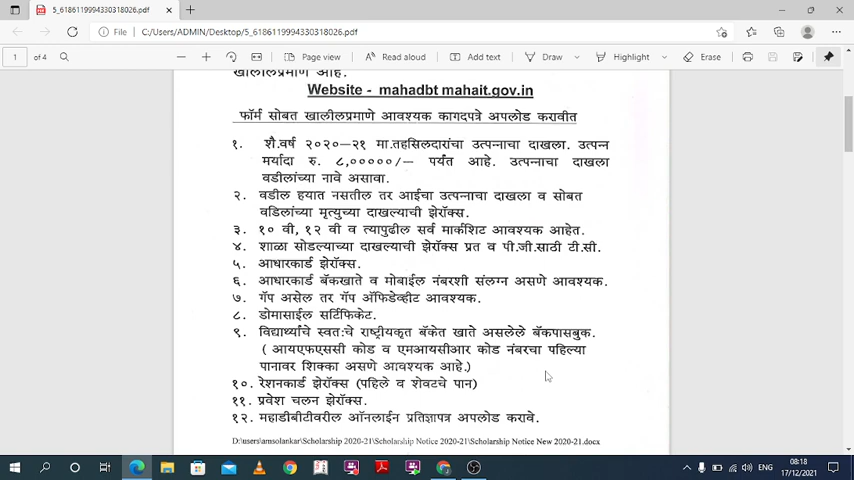 5_6186119994330318026.pdf
File | C:/Users/ADMIN/Desktop/5_6186119994330318026.pdf
1 of 4 Page view Read aloud Add text Draw Highlight Erase
खालीलप्रमाणे आहे.
Website - mahadbt mahait.gov.in
फॉर्म सोबत खालीलप्रमाणे आवश्यक कागदपत्रे अपलोड करावीत
१. शै.वर्ष २०२०—२१ मा.तहसिलदारांचा उत्पन्नाचा दाखला. उत्पन्न
मर्यादा रु. ८,०००००/— पर्यंत आहे. उत्पन्नाचा दाखला
वडीलांच्या नावे असावा.
२. वडील हयात नसतील तर आईचा उत्पन्नाचा दाखला व सोबत
वडिलांच्या मृत्युच्या दाखल्याची झेरॉक्स.
३. १० वी, १२ वी व त्यापुढील सर्व मार्कशिट आवश्यक आहेत.
४. शाळा सोडल्याच्या दाखल्याची झेरॉक्स प्रत व पी.जी.साठी टी.सी.
५. आधारकार्ड झेरॉक्स.
६. आधारकार्ड बॅकखाते व मोबाईल नंबरशी संलग्न असणे आवश्यक.
७. गॅप असेल तर गॅप ऑफिडेव्हीट आवश्यक.
८. डोमासाईल सर्टिफिकेट.
९. विद्यार्थ्यांचे स्वतःचे राष्ट्रीयकृत बॅकेत खाते असलेले बॅकपासबुक.
( आयएफएससी कोड व एमआयसीआर कोड नंबरचा पहिल्या
पानावर शिक्का असणे आवश्यक आहे.)
१०. रेशनकार्ड झेरॉक्स (पहिले व शेवटचे पान)
११. प्रवेश चलन झेरॉक्स.
१२. महाडीबीटीवरील ऑनलाईन प्रतिज्ञापत्र अपलोड करावे.
D:\users\amsolankar\Scholarship 2020-21\Scholarship Notice 2020-21\Scholarship Notice New 2020-21.docx
ENG 08:18
17/12/2021